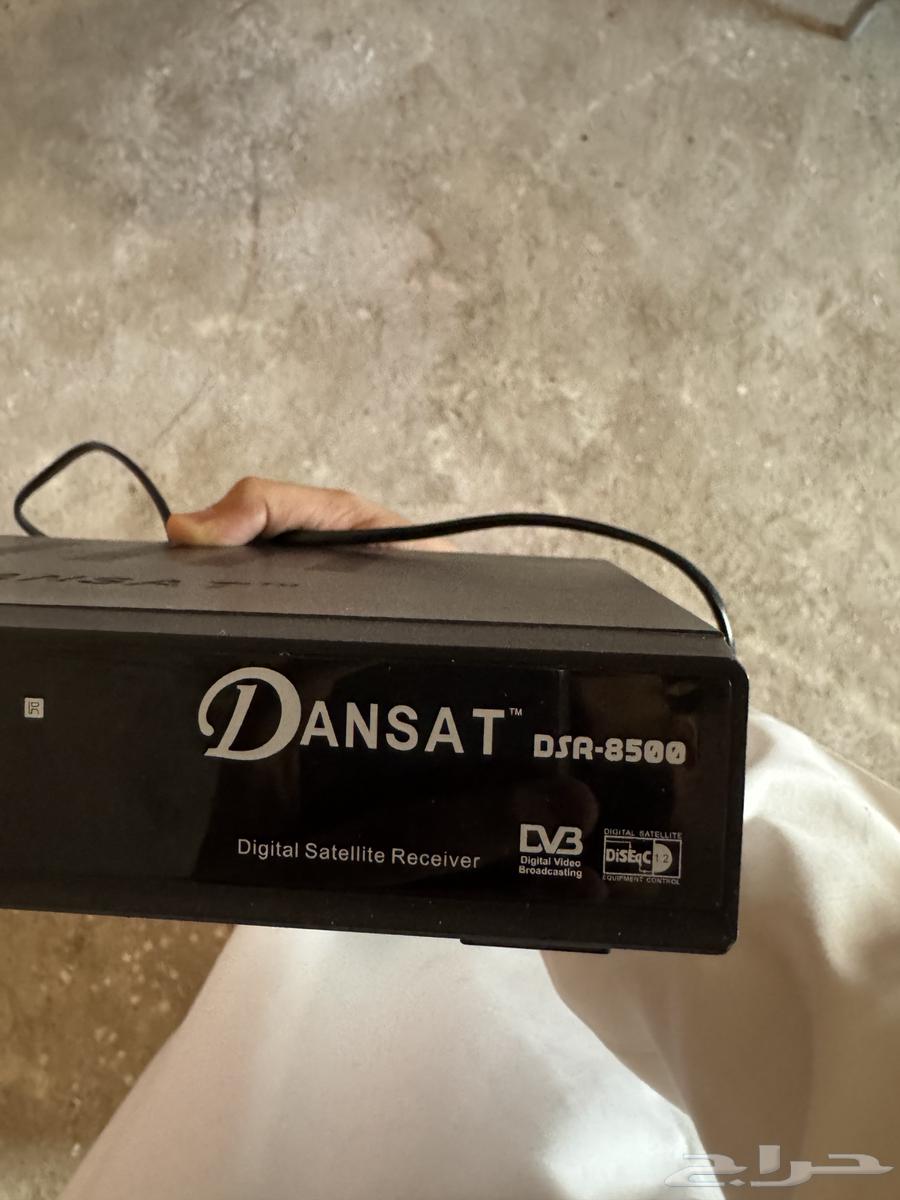 DANSAT™
DSR-8500
Digital Satellite Receiver
DVB
Digital Video
Broadcasting
DIGITAL SATELLITE
DiSEqC 1.2
EQUIPMENT CONTROL
حراج